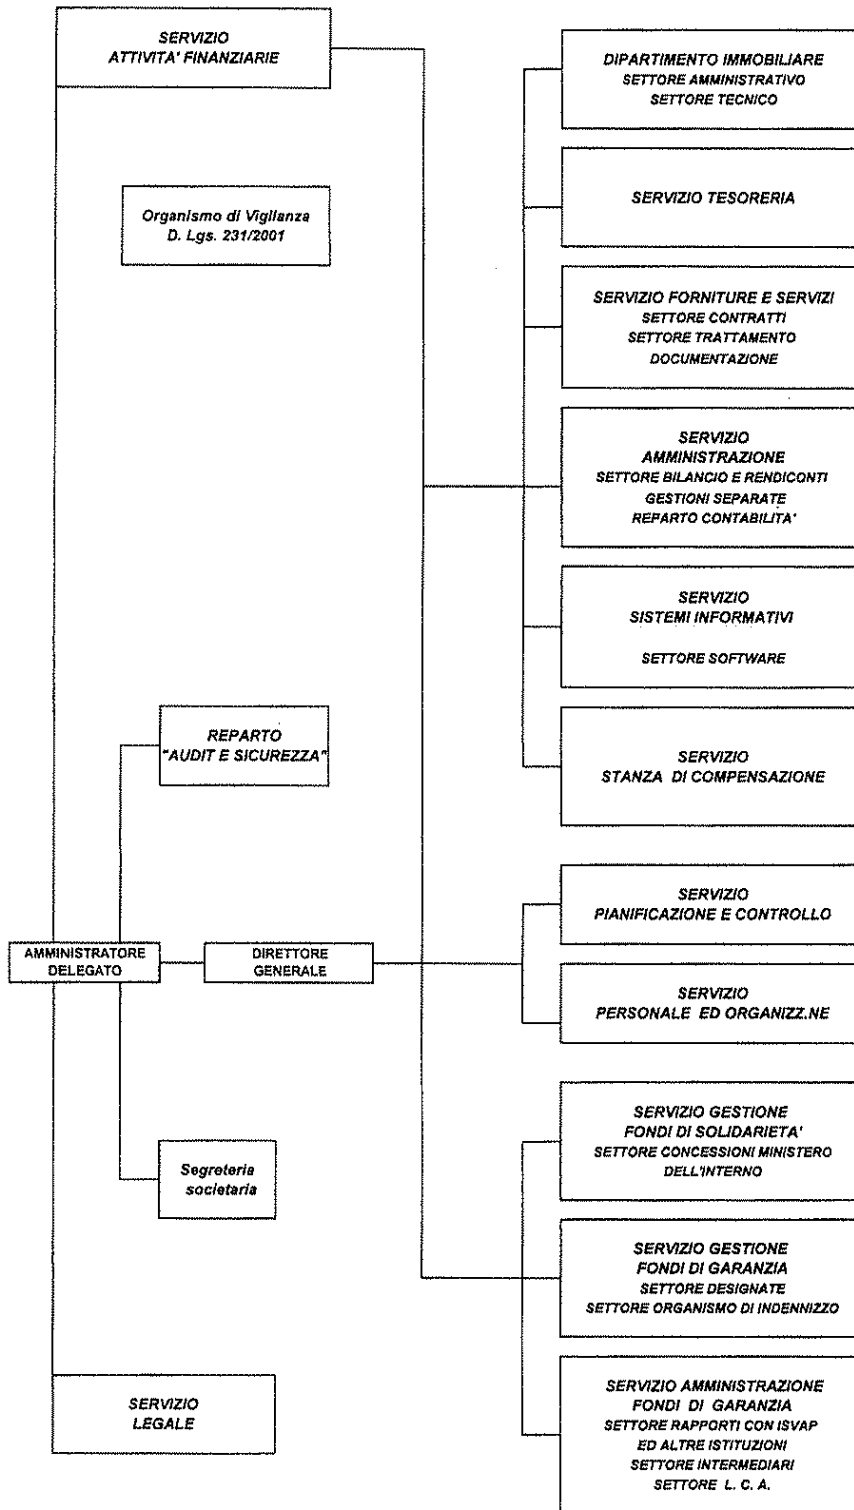 SERVIZIO
ATTIVITA' FINANZIARIE
Organismo di Vigilanza
D. Lgs. 231/2001
REPARTO
"AUDIT E SICUREZZA"
AMMINISTRATORE
DELEGATO
DIRETTORE
GENERALE
Segreteria
societaria
SERVIZIO
LEGALE
DIPARTIMENTO IMMOBILIARE
SETTORE AMMINISTRATIVO
SETTORE TECNICO
SERVIZIO TESORERIA
SERVIZIO FORNITURE E SERVIZI
SETTORE CONTRATTI
SETTORE TRATTAMENTO
DOCUMENTAZIONE
SERVIZIO
AMMINISTRAZIONE
SETTORE BILANCIO E RENDICONTI
GESTIONI SEPARATE
REPARTO CONTABILITA'
SERVIZIO
SISTEMI INFORMATIVI
SETTORE SOFTWARE
SERVIZIO
STANZA DI COMPENSAZIONE
SERVIZIO
PIANIFICAZIONE E CONTROLLO
SERVIZIO
PERSONALE ED ORGANIZZ.NE
SERVIZIO GESTIONE
FONDI DI SOLIDARIETA'
SETTORE CONCESSIONI MINISTERO
DELL'INTERNO
SERVIZIO GESTIONE
FONDI DI GARANZIA
SETTORE DESIGNATE
SETTORE ORGANISMO DI INDENNIZZO
SERVIZIO AMMINISTRAZIONE
FONDI DI GARANZIA
SETTORE RAPPORTI CON ISVAP
ED ALTRE ISTITUZIONI
SETTORE INTERMEDIARI
SETTORE L. C. A.